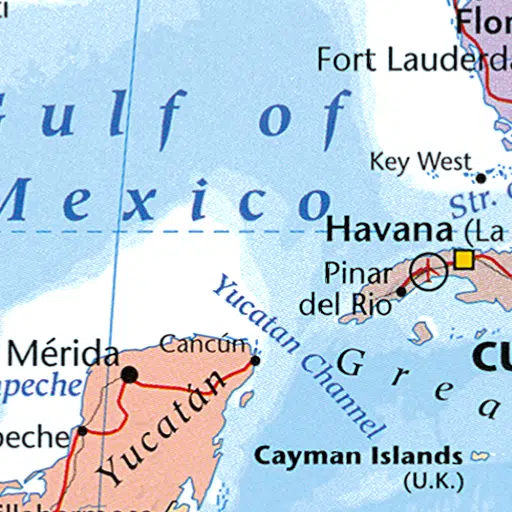 Flor
Fort Lauderda
Gulf of
Mexico
Key West
Str.
Havana (La
Pinar
del Rio
Yucatan Channel
Cancún
Mérida
peche
Grea
CU
Yucatán
peche
Cayman Islands
(U.K.)